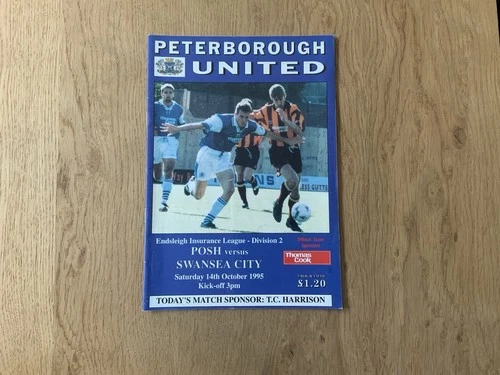 PETERBOROUGH
UNITED
Endsleigh Insurance League - Division 2
POSH versus
SWANSEA CITY
Saturday 14th October 1995
Kick-off 3pm
Thomas
Cook
£1.20
TODAY'S MATCH SPONSOR: T.C. HARRISON